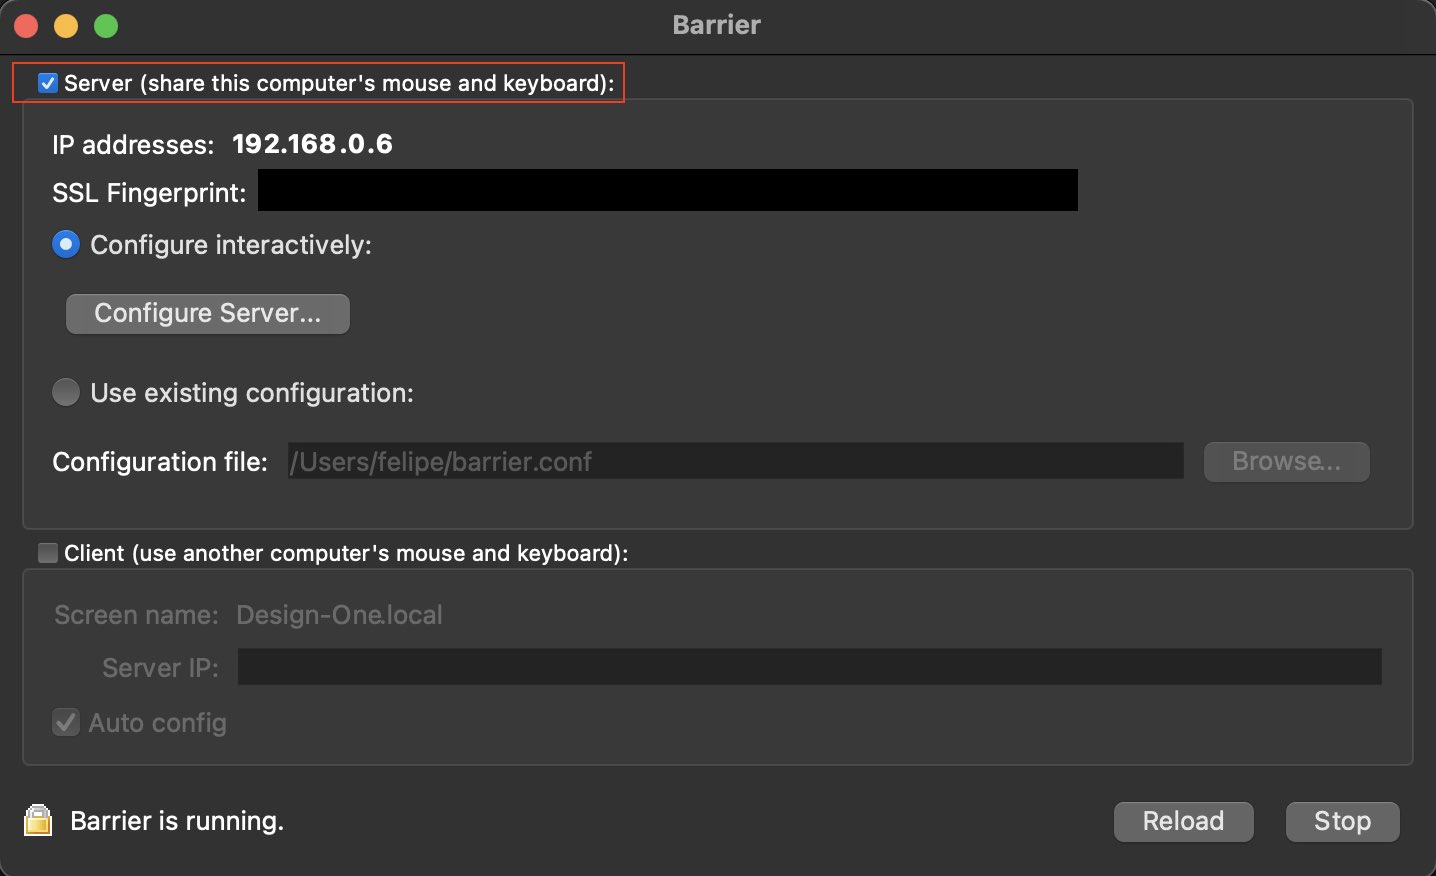 Barrier
Server (share this computer's mouse and keyboard):
IP addresses: 192.168.0.6
SSL Fingerprint:
Configure interactively:
Configure Server...
Use existing configuration:
Configuration file: /Users/felipe/barrier.conf Browse...
Client (use another computer's mouse and keyboard):
Screen name: Design-One.local
Server IP:
Auto config
Barrier is running. Reload Stop